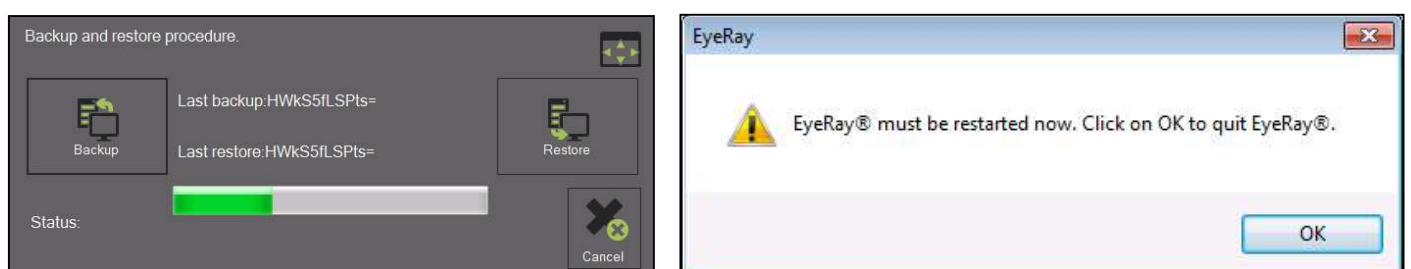 Backup and restore procedure.
Backup
Last backup:HWkS5fLSPts=
Last restore:HWkS5fLSPts=
Restore
Status:
Cancel
EyeRay
EyeRay® must be restarted now. Click on OK to quit EyeRay®.
OK